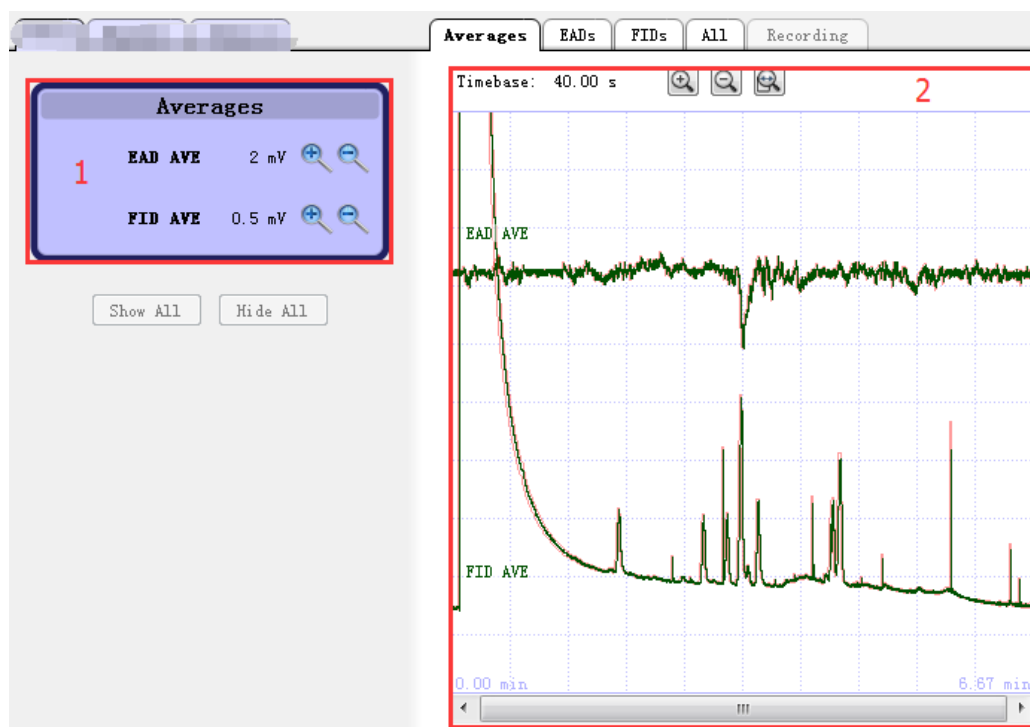 Averages EADs FIDs All Recording
Averages
1
EAD AVE 2 mV
FID AVE 0.5 mV
Show All Hide All
Timebase: 40.00 s
2
EAD AVE
FID AVE
0.00 min 6.67 min